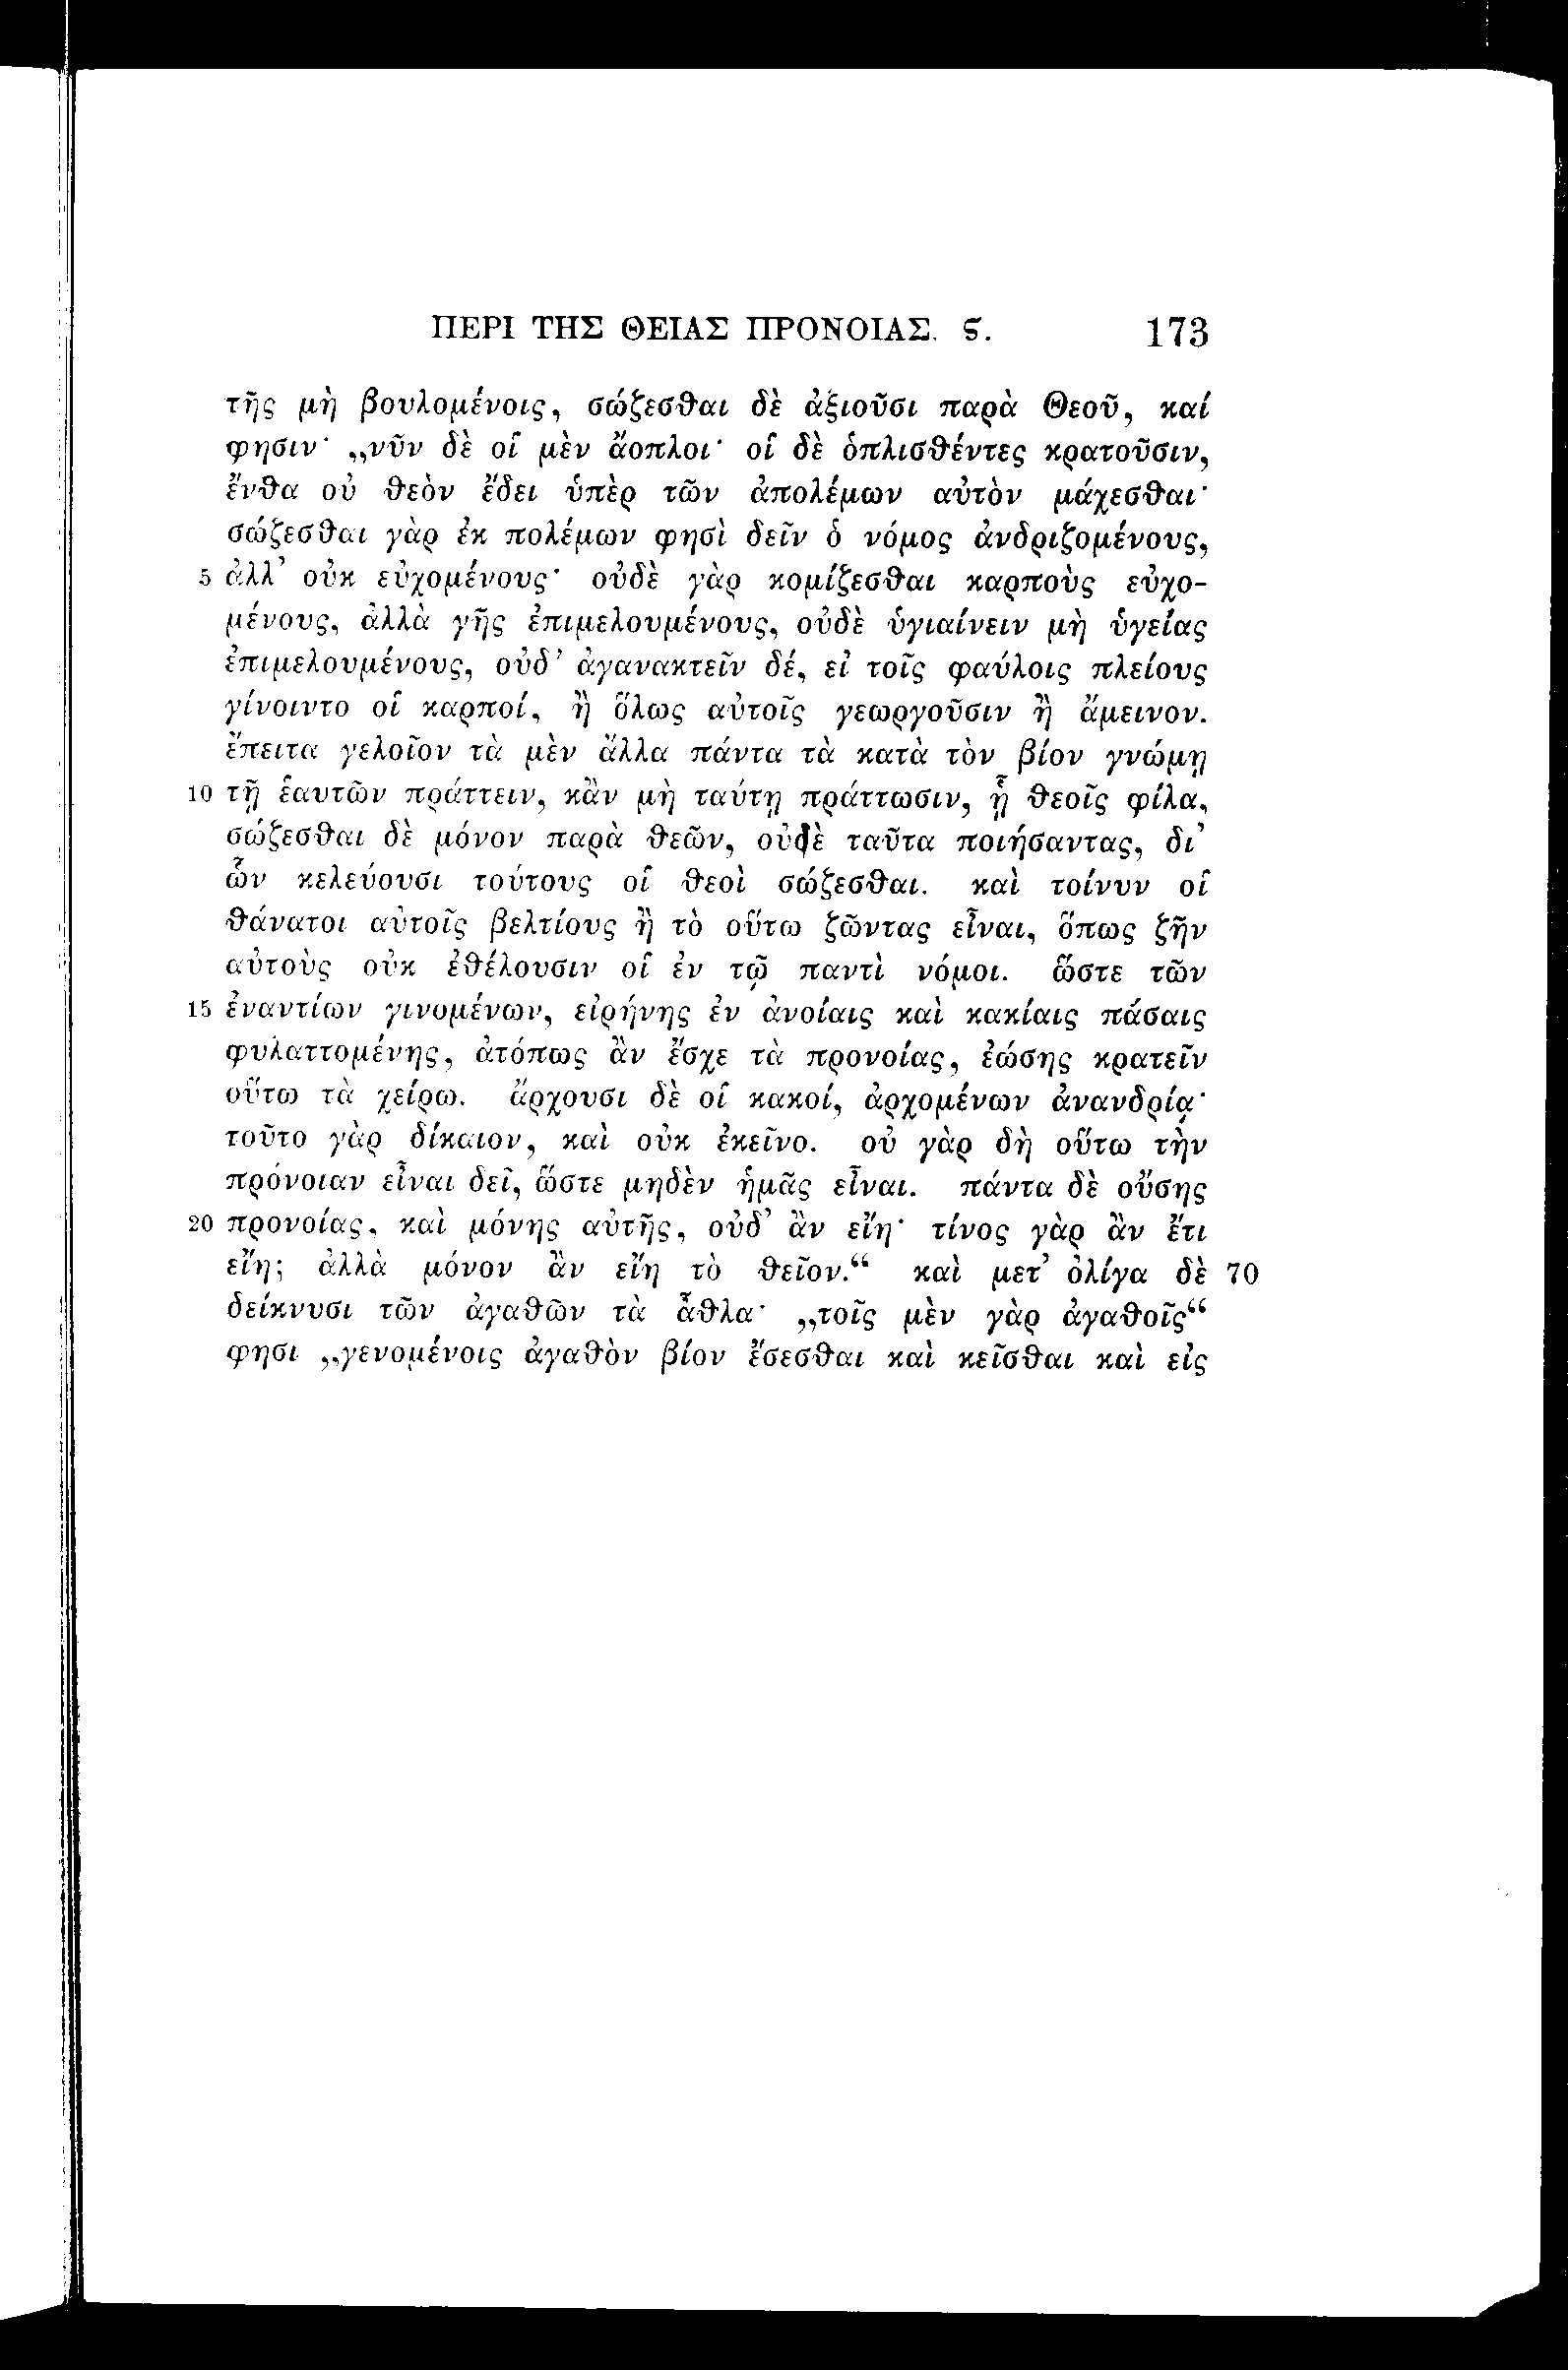 ΠΕΡΙ ΤΗΣ ΘΕΙΑΣ ΠΡΟΝΟΙΑΣ. ϛ. 173
τῆς μὴ βουλομένοις, σώζεσθαι δὲ ἀξιοῦσι παρὰ Θεοῦ, καί
φησιν· „νῦν δὲ οἱ μὲν ἄοπλοι· οἱ δὲ ὁπλισθέντες κρατοῦσιν,
ἔνθα οὐ θεὸν ἔδει ὑπὲρ τῶν ἀπολέμων αὐτὸν μάχεσθαι·
σώζεσθαι γὰρ ἐκ πολέμων φησὶ δεῖν ὁ νόμος ἀνδριζομένους,
5 ἀλλ’ οὐκ εὐχομένους· οὐδὲ γὰρ κομίζεσθαι καρποὺς εὐχο-
μένους, ἀλλὰ γῆς ἐπιμελουμένους, οὐδὲ ὑγιαίνειν μὴ ὑγείας
ἐπιμελουμένους, οὐδ’ ἀγανακτεῖν δέ, εἰ τοῖς φαύλοις πλείους
γίνοιντο οἱ καρποί, ἢ ὅλως αὐτοῖς γεωργοῦσιν ἢ ἄμεινον.
ἔπειτα γελοῖον τὰ μὲν ἄλλα πάντα τὰ κατὰ τὸν βίον γνώμῃ
10 τῇ ἑαυτῶν πράττειν, κἂν μὴ ταύτῃ πράττωσιν, ᾗ θεοῖς φίλα,
σώζεσθαι δὲ μόνον παρὰ θεῶν, οὐδὲ ταῦτα ποιήσαντας, δι’
ὧν κελεύουσι τούτους οἱ θεοὶ σώζεσθαι. καὶ τοίνυν οἱ
θάνατοι αὐτοῖς βελτίους ἢ τὸ οὕτω ζῶντας εἶναι, ὅπως ζῆν
αὐτοὺς οὐκ ἐθέλουσιν οἱ ἐν τῷ παντὶ νόμοι. ὥστε τῶν
15 ἐναντίων γινομένων, εἰρήνης ἐν ἀνοίαις καὶ κακίαις πάσαις
φυλαττομένης, ἀτόπως ἂν ἔσχε τὰ προνοίας, ἐώσης κρατεῖν
οὕτω τὰ χείρω. ἄρχουσι δὲ οἱ κακοί, ἀρχομένων ἀνανδρίᾳ·
τοῦτο γὰρ δίκαιον, καὶ οὐκ ἐκεῖνο. οὐ γὰρ δὴ οὕτω τὴν
πρόνοιαν εἶναι δεῖ, ὥστε μηδὲν ἡμᾶς εἶναι. πάντα δὲ οὔσης
20 προνοίας, καὶ μόνης αὐτῆς, οὐδ’ ἂν εἴη· τίνος γὰρ ἂν ἔτι
εἴη; ἀλλὰ μόνον ἂν εἴη τὸ θεῖον.“ καὶ μετ’ ὀλίγα δὲ 70
δείκνυσι τῶν ἀγαθῶν τὰ ἆθλα· „τοῖς μὲν γὰρ ἀγαθοῖς“
φησι „γενομένοις ἀγαθὸν βίον ἔσεσθαι καὶ κεῖσθαι καὶ εἰς